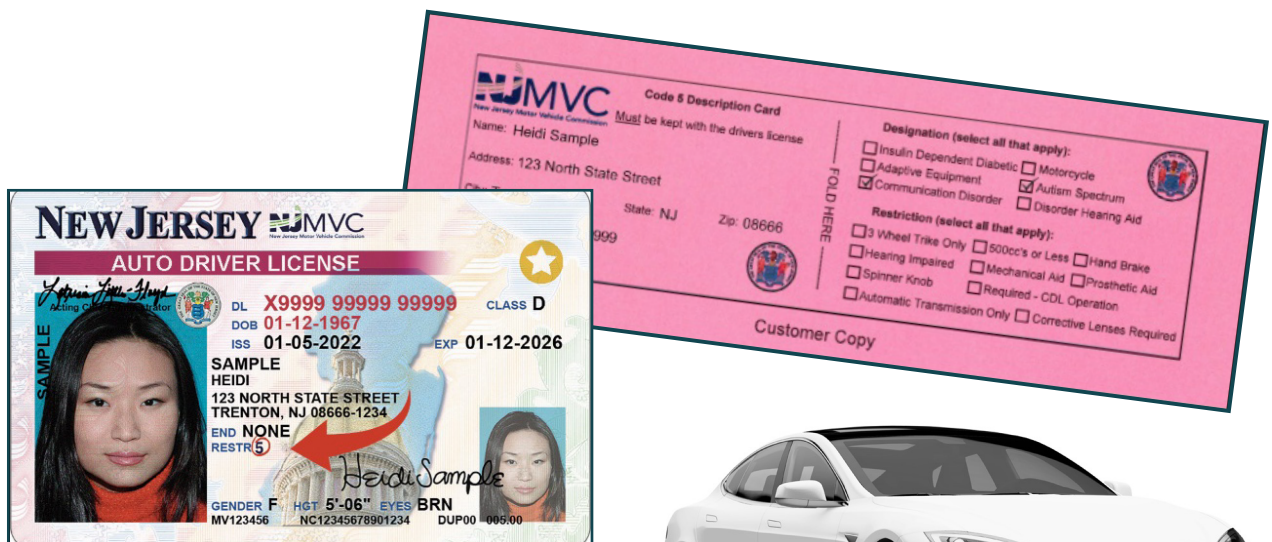 NJMVC
New Jersey Motor Vehicle Commission
Code 5 Description Card
Must be kept with the drivers license
Name: Heidi Sample
Address: 123 North State Street
State: NJ
Zip: 08666
999
FOLD HERE
Designation (select all that apply):
Insulin Dependent Diabetic Motorcycle
Adaptive Equipment Autism Spectrum
Communication Disorder Disorder Hearing Aid
Restriction (select all that apply):
3 Wheel Trike Only 500cc's or Less Hand Brake
Hearing Impaired Mechanical Aid Prosthetic Aid
Spinner Knob Required - CDL Operation
Automatic Transmission Only Corrective Lenses Required
Customer Copy
NEW JERSEY NJMVC
New Jersey Motor Vehicle Commission
AUTO DRIVER LICENSE
Acting
SAMPLE
DL X9999 99999 99999 CLASS D
DOB 01-12-1967
ISS 01-05-2022 EXP 01-12-2026
SAMPLE
HEIDI
123 NORTH STATE STREET
TRENTON, NJ 08666-1234
END NONE
RESTR 5
Heidi Sample
GENDER F HGT 5'-06" EYES BRN
MV123456 NC12345678901234 DUP00 005.00